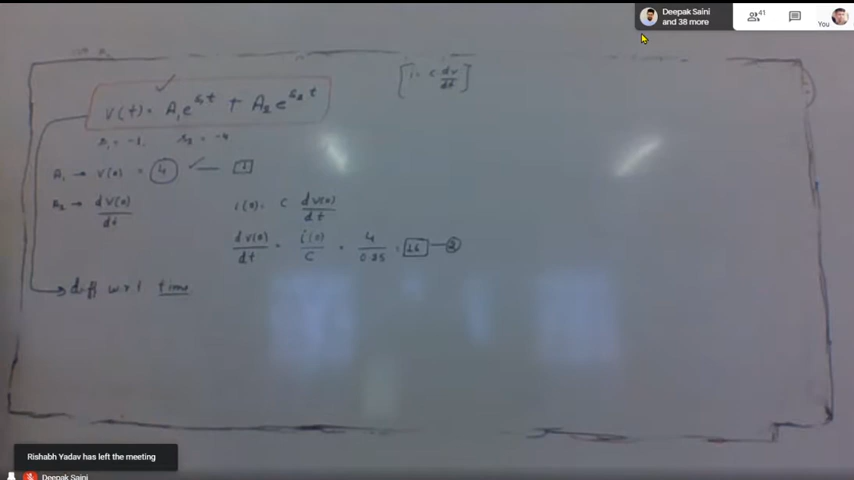 Deepak Saini
and 38 more
41
You
[i = c dv/dt]
v(t) = A₁e^s₁t + A₂e^s₂t
s₁ = -1, s₂ = -4
A₁ → v(0) = 4 ✓ — 1
A₂ → dv(0)/dt i(0) = C dv(0)/dt
dv(0)/dt = i(0)/C = 4/0.25 = 16 — 2
diff w.r.t time
Rishabh Yadav has left the meeting
Deepak Saini